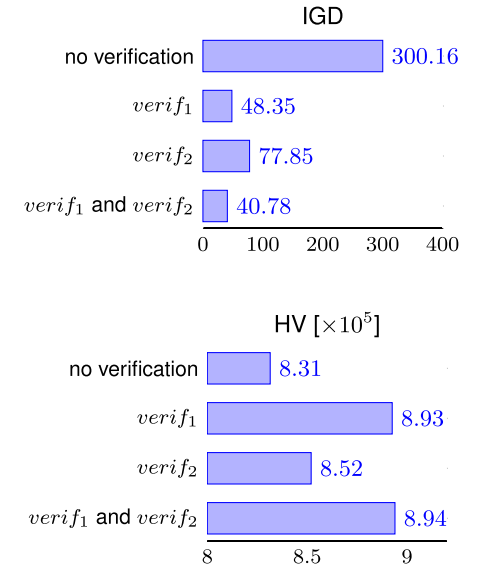 IGD
no verification 300.16
verif₁ 48.35
verif₂ 77.85
verif₁ and verif₂ 40.78
0 100 200 300 400
HV [×10⁵]
no verification 8.31
verif₁ 8.93
verif₂ 8.52
verif₁ and verif₂ 8.94
8 8.5 9